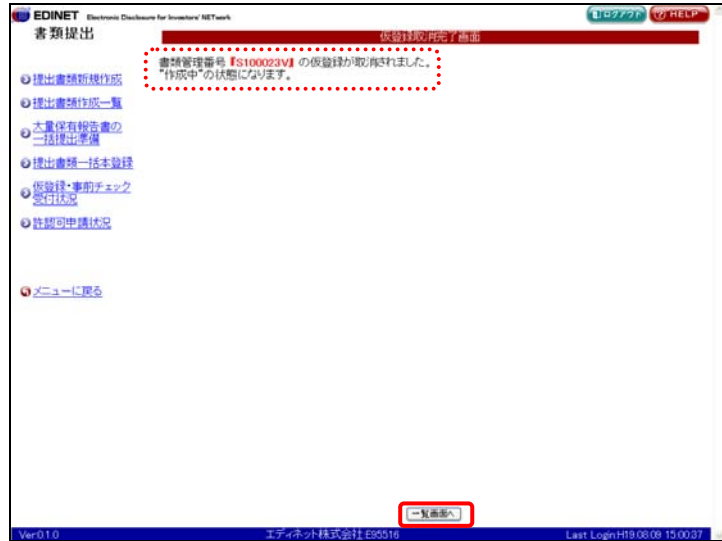 EDINET Electronic Disclosure for Investors' NETwork
ログアウト
HELP
書類提出
仮登録取消完了画面
書類管理番号『S100023V』の仮登録が取消されました。
"作成中"の状態になります。
提出書類新規作成
提出書類作成一覧
大量保有報告書の
一括提出準備
提出書類一括本登録
仮登録・事前チェック
受付状況
許認可申請状況
メニューに戻る
一覧画面へ
Ver0.1.0
エディネット株式会社 E95516
Last Login:H19.08.09 15:00:37